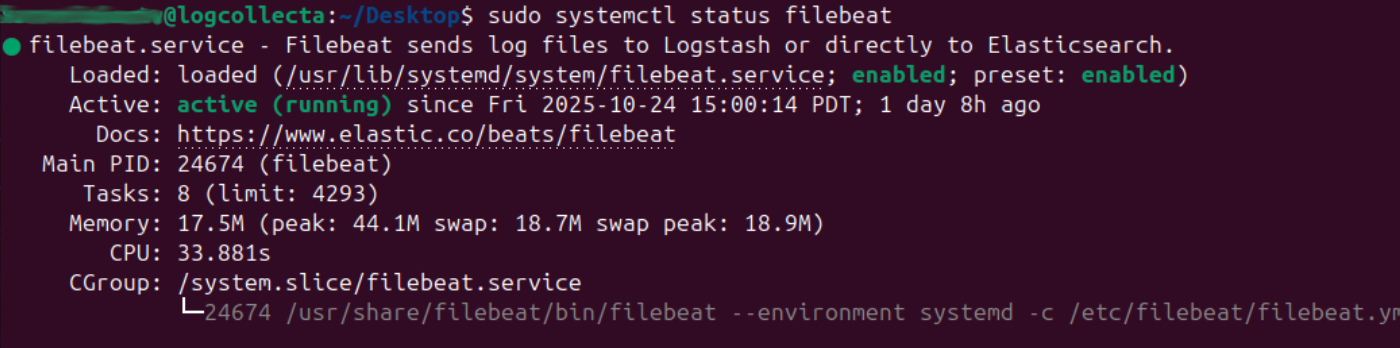 @logcollecta:~/Desktop$ sudo systemctl status filebeat
● filebeat.service - Filebeat sends log files to Logstash or directly to Elasticsearch.
Loaded: loaded (/usr/lib/systemd/system/filebeat.service; enabled; preset: enabled)
Active: active (running) since Fri 2025-10-24 15:00:14 PDT; 1 day 8h ago
Docs: https://www.elastic.co/beats/filebeat
Main PID: 24674 (filebeat)
Tasks: 8 (limit: 4293)
Memory: 17.5M (peak: 44.1M swap: 18.7M swap peak: 18.9M)
CPU: 33.881s
CGroup: /system.slice/filebeat.service
└─24674 /usr/share/filebeat/bin/filebeat --environment systemd -c /etc/filebeat/filebeat.ym